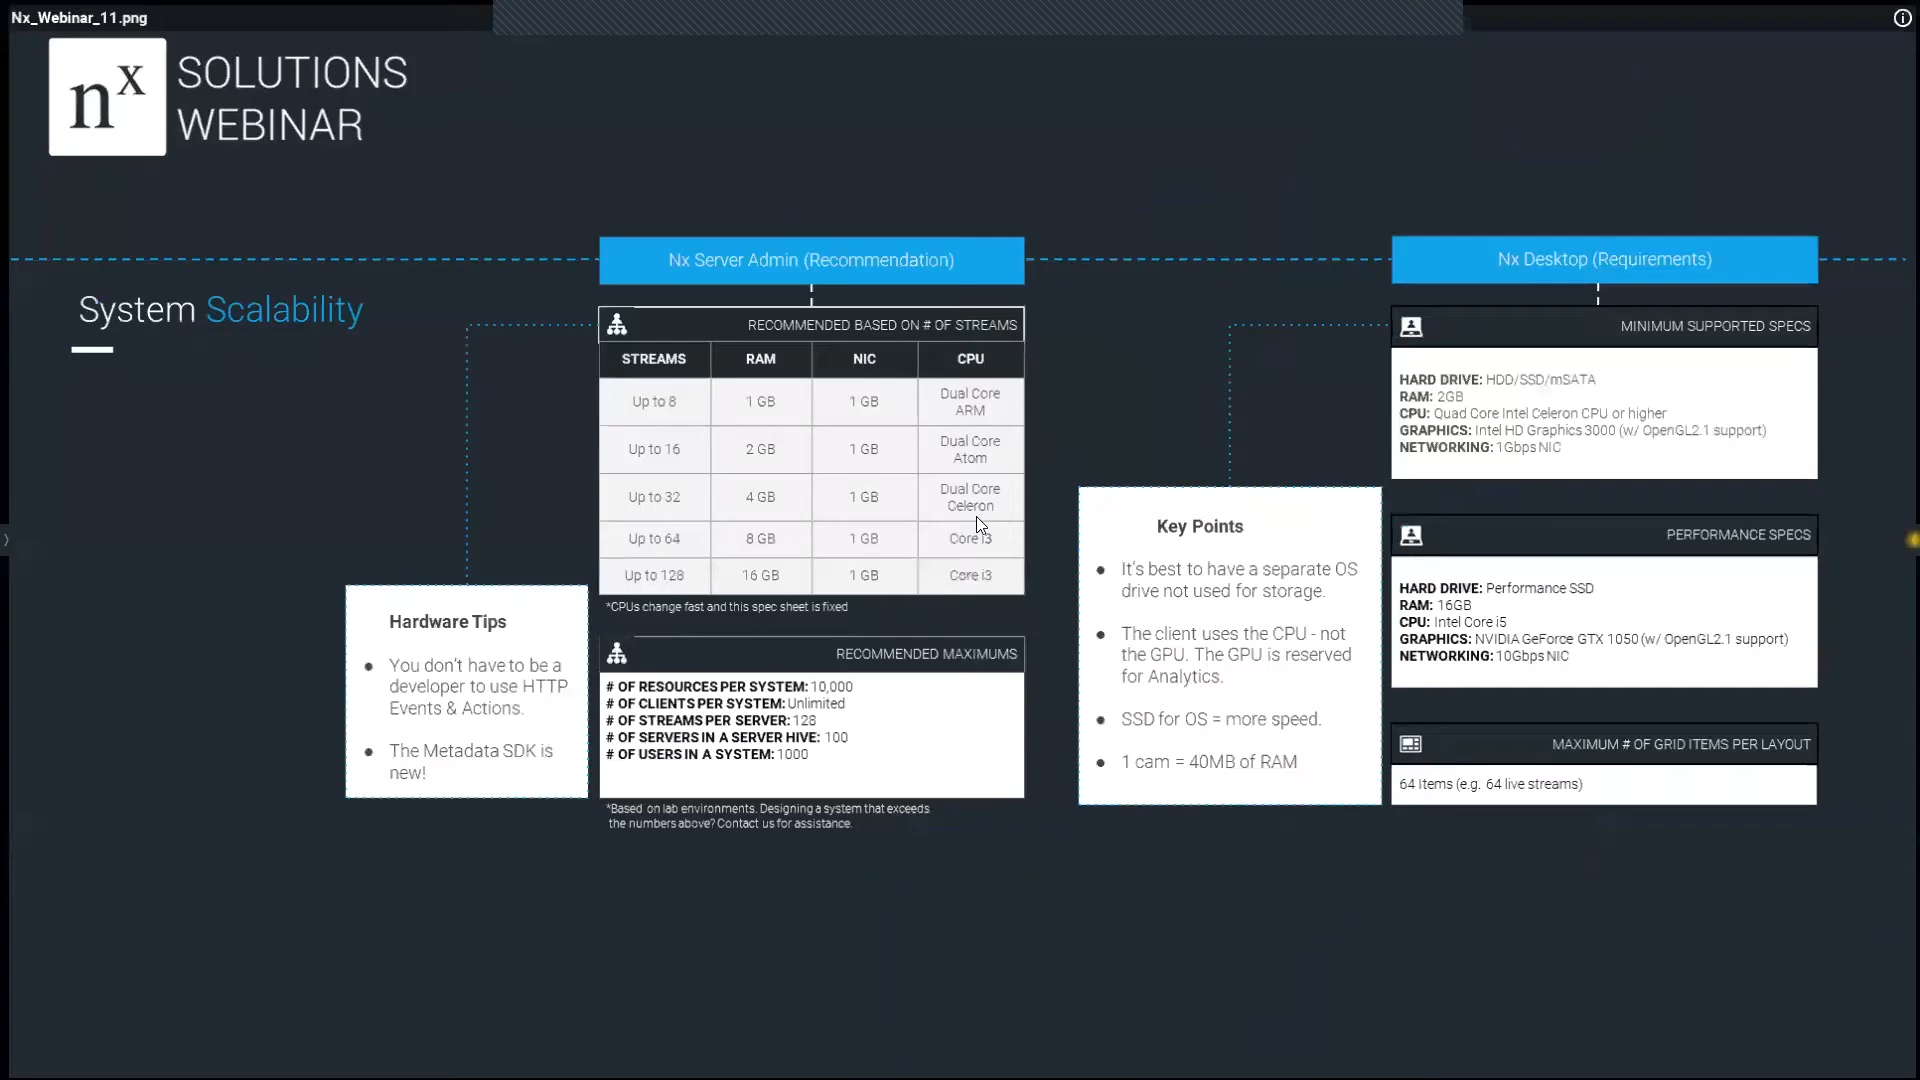 Nx_Webinar_11.png
nx
SOLUTIONS
WEBINAR
System Scalability
Nx Server Admin (Recommendation)
RECOMMENDED BASED ON # OF STREAMS
STREAMS RAM NIC CPU
Up to 8 1 GB 1 GB Dual Core
ARM
Up to 16 2 GB 1 GB Dual Core
Atom
Up to 32 4 GB 1 GB Dual Core
Celeron
Up to 64 8 GB 1 GB Core i3
Up to 128 16 GB 1 GB Core i3
*CPUs change fast and this spec sheet is fixed
Hardware Tips
● You don't have to be a
developer to use HTTP
Events & Actions.
● The Metadata SDK is
new!
RECOMMENDED MAXIMUMS
# OF RESOURCES PER SYSTEM: 10,000
# OF CLIENTS PER SYSTEM: Unlimited
# OF STREAMS PER SERVER: 128
# OF SERVERS IN A SERVER HIVE: 100
# OF USERS IN A SYSTEM: 1000
*Based on lab environments. Designing a system that exceeds
the numbers above? Contact us for assistance.
Nx Desktop (Requirements)
MINIMUM SUPPORTED SPECS
HARD DRIVE: HDD/SSD/mSATA
RAM: 2GB
CPU: Quad Core Intel Celeron CPU or higher
GRAPHICS: Intel HD Graphics 3000 (w/ OpenGL2.1 support)
NETWORKING: 1Gbps NIC
Key Points
● It's best to have a separate OS
drive not used for storage.
● The client uses the CPU - not
the GPU. The GPU is reserved
for Analytics.
● SSD for OS = more speed.
● 1 cam = 40MB of RAM
PERFORMANCE SPECS
HARD DRIVE: Performance SSD
RAM: 16GB
CPU: Intel Core i5
GRAPHICS: NVIDIA GeForce GTX 1050 (w/ OpenGL2.1 support)
NETWORKING: 10Gbps NIC
MAXIMUM # OF GRID ITEMS PER LAYOUT
64 Items (e.g. 64 live streams)